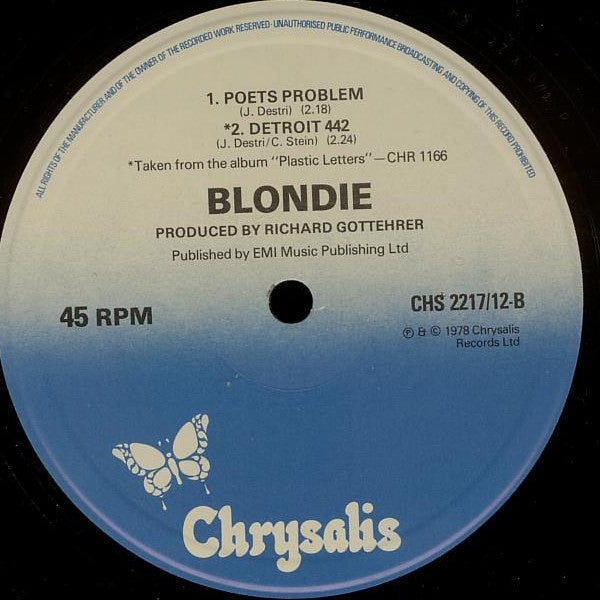 ALL RIGHTS OF THE MANUFACTURER AND OF THE OWNER OF THE RECORDED WORK RESERVED · UNAUTHORISED PUBLIC PERFORMANCE BROADCASTING AND COPYING OF THIS RECORD PROHIBITED
1. POETS PROBLEM
(J. Destri) (2.18)
*2. DETROIT 442
(J. Destri/C. Stein) (2.24)
*Taken from the album "Plastic Letters"—CHR 1166
BLONDIE
PRODUCED BY RICHARD GOTTEHRER
Published by EMI Music Publishing Ltd
45 RPM
CHS 2217/12-B
℗ & © 1978 Chrysalis
Records Ltd
Chrysalis